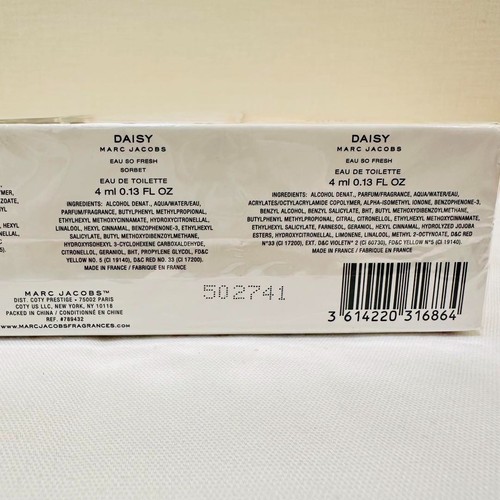 MER,
OATE,
HEXYL
DAISY
MARC JACOBS
EAU SO FRESH
SORBET
EAU DE TOILETTE
4 ml 0.13 FL OZ
INGREDIENTS: ALCOHOL DENAT., AQUA/WATER/EAU,
PARFUM/FRAGRANCE, BUTYLPHENYL METHYLPROPIONAL,
ETHYLHEXYL METHOXYCINNAMATE, HYDROXYCITRONELLAL,
LINALOOL, HEXYL CINNAMAL, BENZOPHENONE-3, ETHYLHEXYL
SALICYLATE, BUTYL METHOXYDIBENZOYLMETHANE,
HYDROXYISOHEXYL 3-CYCLOHEXENE CARBOXALDEHYDE,
CITRONELLOL, GERANIOL, BHT, PROPYLENE GLYCOL, FD&C
YELLOW NO. 5 (CI 19140), D&C RED NO. 33 (CI 17200).
MADE IN FRANCE / FABRIQUE EN FRANCE
DAISY
MARC JACOBS
EAU SO FRESH
EAU DE TOILETTE
4 ml 0.13 FL OZ
INGREDIENTS: ALCOHOL DENAT., PARFUM/FRAGRANCE, AQUA/WATER/EAU,
ACRYLATES/OCTYLACRYLAMIDE COPOLYMER, ALPHA-ISOMETHYL IONONE, BENZOPHENONE-3,
BENZYL ALCOHOL, BENZYL SALICYLATE, BHT, BUTYL METHOXYDIBENZOYLMETHANE,
BUTYLPHENYL METHYLPROPIONAL, CITRAL, CITRONELLOL, ETHYLHEXYL METHOXYCINNAMATE,
ETHYLHEXYL SALICYLATE, FARNESOL, GERANIOL, HEXYL CINNAMAL, HYDROLYZED JOJOBA
ESTERS, HYDROXYCITRONELLAL, LIMONENE, LINALOOL, METHYL 2-OCTYNOATE, D&C RED
N°33 (CI 17200), EXT. D&C VIOLET N° 2 (CI 60730), FD&C YELLOW N°5 (CI 19140).
MADE IN FRANCE / FABRIQUÉ EN FRANCE
MARC JACOBS™
DIST. COTY PRESTIGE • 75002 PARIS
COTY US LLC, NEW YORK, NY 10118
PACKED IN CHINA / CONDITIONNÉ EN CHINE
REF. #789432
WWW.MARCJACOBSFRAGRANCES.COM
502741
3 614220 316864